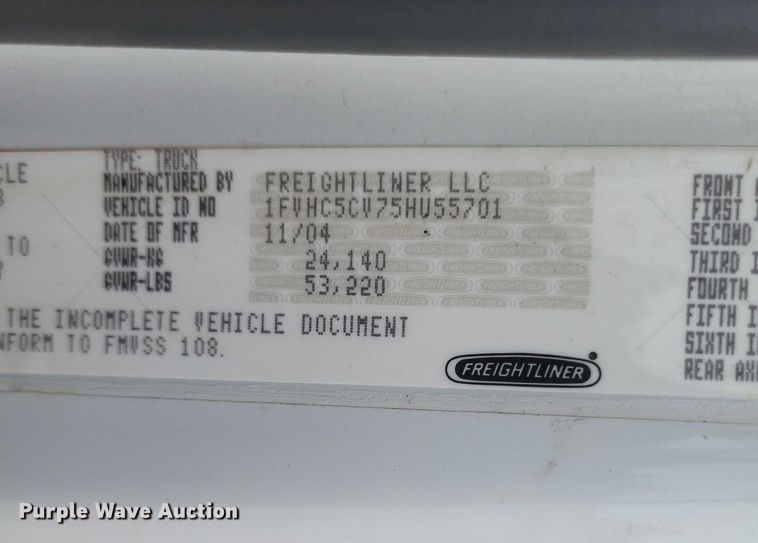 TYPE: TRUCK
CLE MANUFACTURED BY FREIGHTLINER LLC FRONT
VEHICLE ID NO 1FVHC5CV75HU55701 FIRST
DATE OF MFR 11/04 SECOND
TO GVWR-KG 24,140 THIRD
GVWR-LBS 53,220 FOURTH
THE INCOMPLETE VEHICLE DOCUMENT FIFTH
NFORM TO FMVSS 108. SIXTH
FREIGHTLINER REAR
Purple Wave Auction